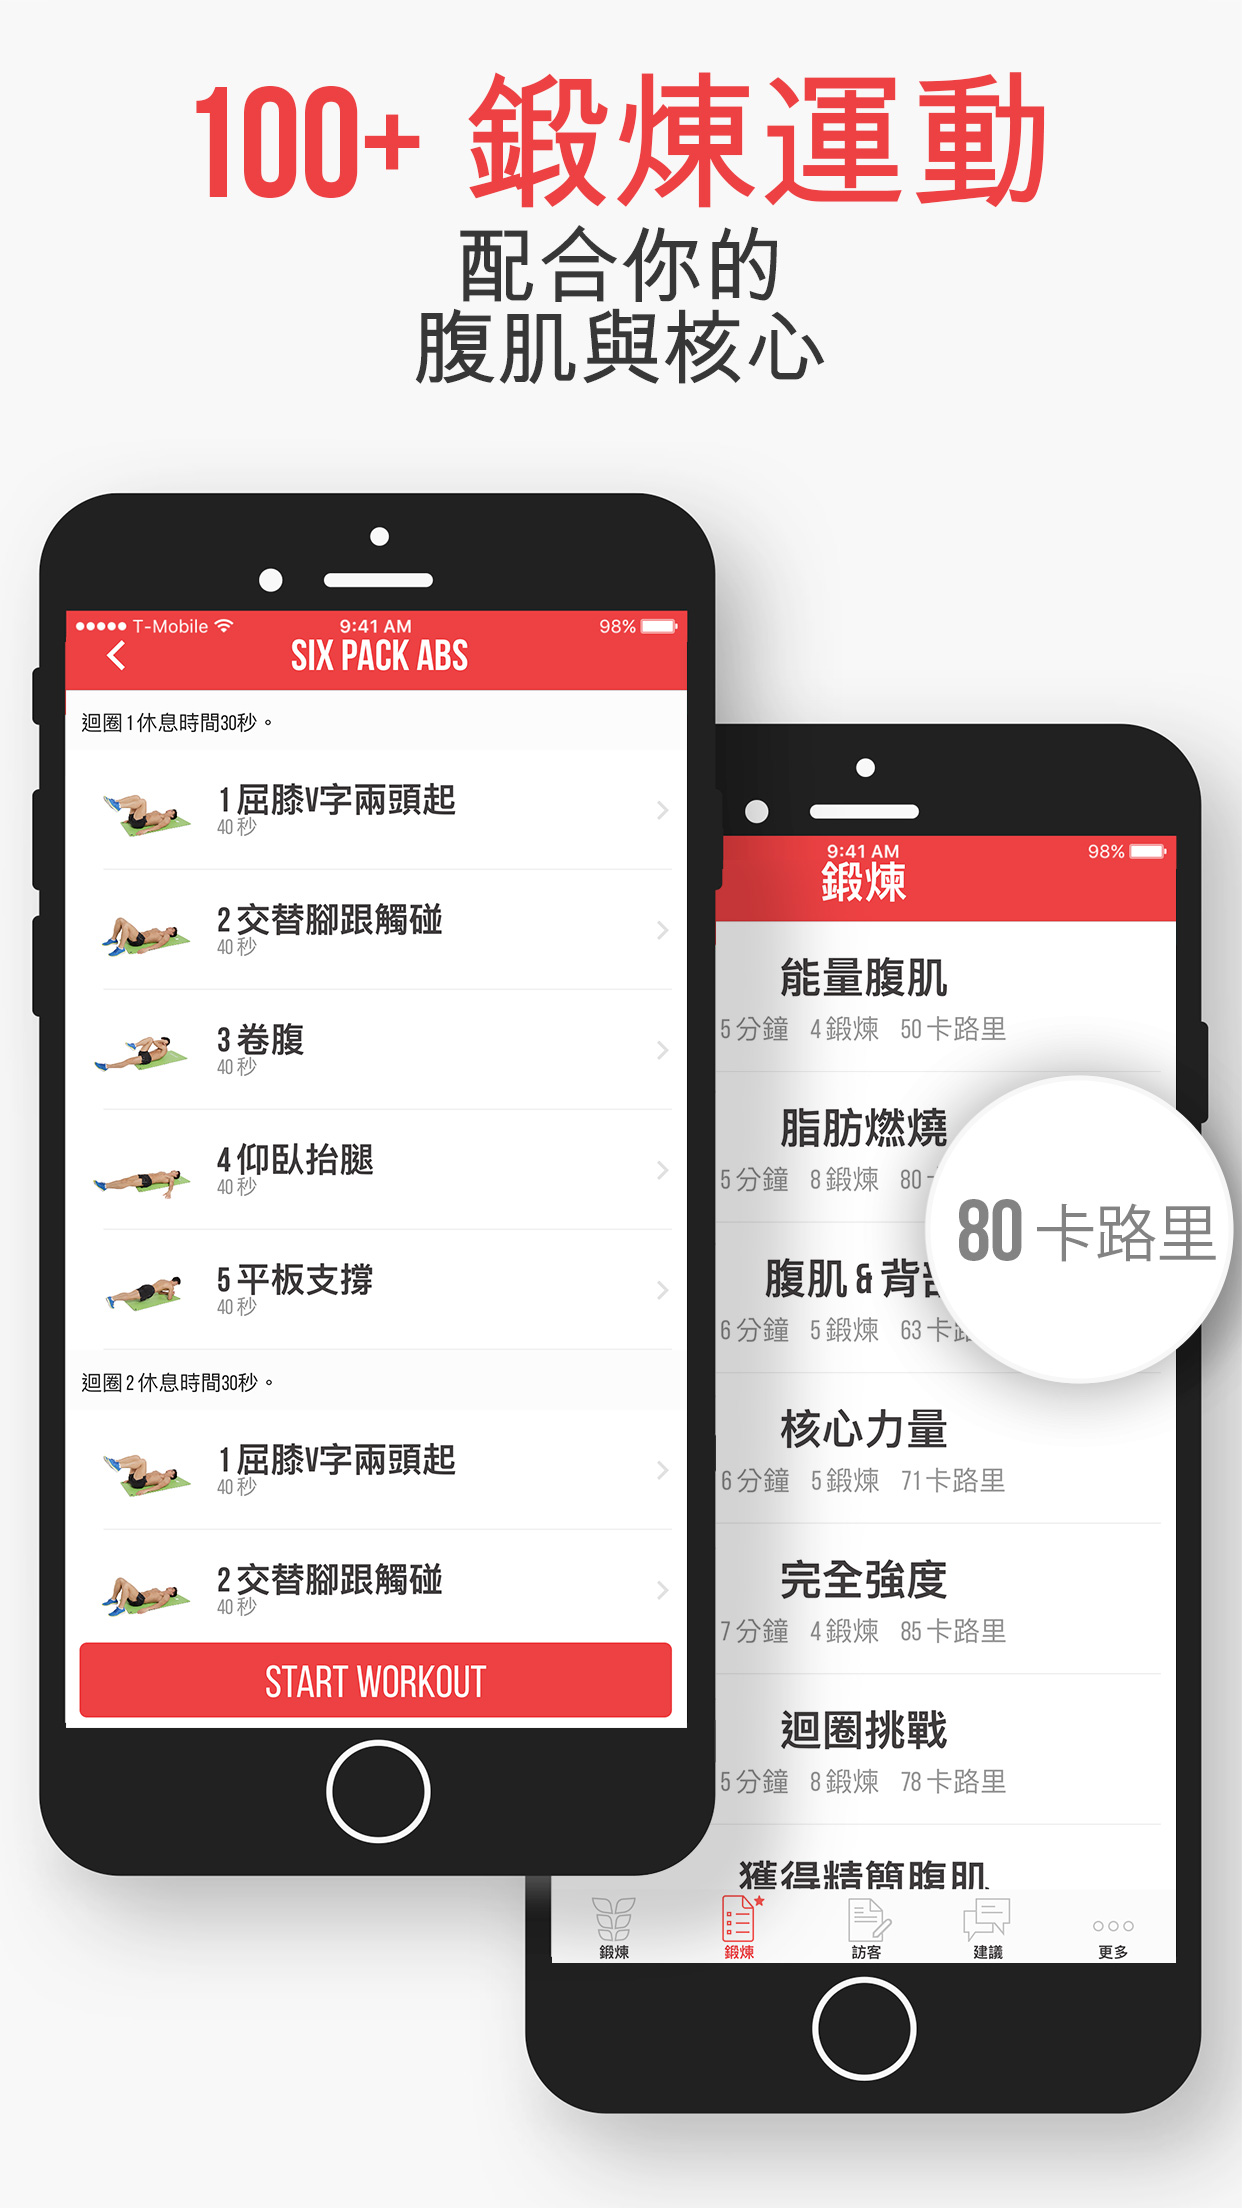 100+ 鍛煉運動
配合你的
腹肌與核心
T-Mobile 9:41 AM 98%
SIX PACK ABS
迴圈 1 休息時間30秒。
1 屈膝V字兩頭起
40 秒
2 交替腳跟觸碰
40 秒
3 卷腹
40 秒
4 仰臥抬腿
40 秒
5 平板支撐
40 秒
迴圈 2 休息時間30秒。
1 屈膝V字兩頭起
40 秒
2 交替腳跟觸碰
40 秒
START WORKOUT
9:41 AM 98%
鍛煉
能量腹肌
5 分鐘 4 鍛煉 50 卡路里
脂肪燃燒
5 分鐘 8 鍛煉 80
80 卡路里
腹肌 & 背
6 分鐘 5 鍛煉 63 卡路
核心力量
6 分鐘 5 鍛煉 71 卡路里
完全強度
7 分鐘 4 鍛煉 85 卡路里
迴圈挑戰
5 分鐘 8 鍛煉 78 卡路里
獲得精簡腹肌
鍛煉 鍛煉 訪客 建議 更多